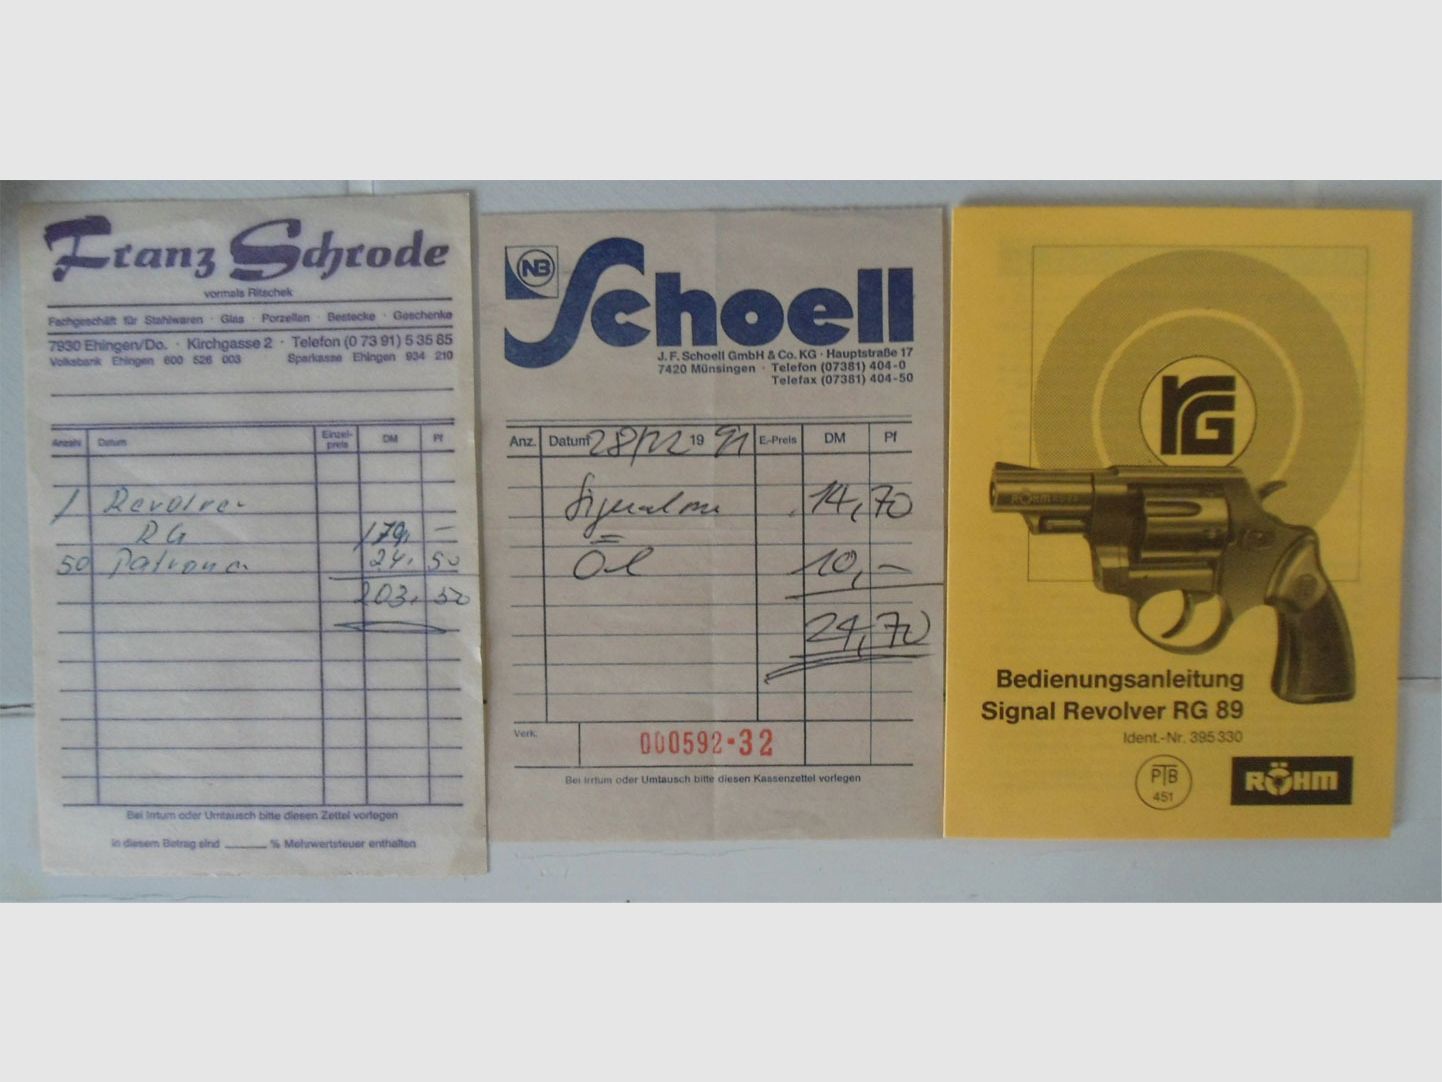 Franz Schrode
vormals Ritschek
Fachgeschäft für Stahlwaren · Glas · Porzellan · Bestecke · Geschenke
7930 Ehingen/Do. · Kirchgasse 2 · Telefon (0 73 91) 5 35 85
Volksbank Ehingen 600 526 003 Sparkasse Ehingen 934 210
Anzahl Datum Einzel-preis DM Pf
1 Revolver
RG 179, –
50 Patronen 24, 50
203, 50
Bei Irrtum oder Umtausch bitte diesen Zettel vorlegen
In diesem Betrag sind ______ % Mehrwertsteuer enthalten
NB Schoell
J. F. Schoell GmbH & Co. KG · Hauptstraße 17
7420 Münsingen · Telefon (07381) 404-0
Telefax (07381) 404-50
Anz. Datum 28/12 19 91 E.-Preis DM Pf
14,70
Öl 10,–
24,70
Verk. 000592·32
Bei Irrtum oder Umtausch bitte diesen Kassenzettel vorlegen
RG
RÖHM RG 89
Bedienungsanleitung
Signal Revolver RG 89
Ident.-Nr. 395 330
PTB
451
RÖHM